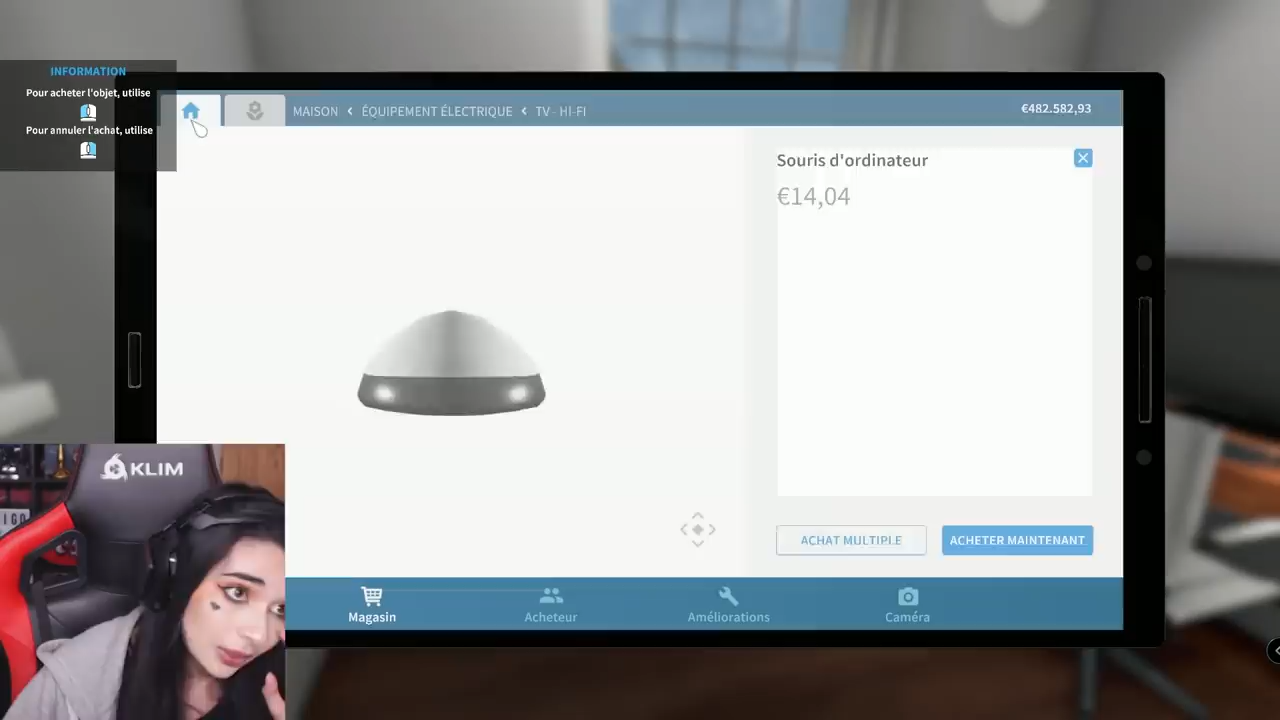 INFORMATION
Pour acheter l'objet, utilise
Pour annuler l'achat, utilise
MAISON < ÉQUIPEMENT ÉLECTRIQUE < TV - HI-FI
€482.582,93
Souris d'ordinateur
€14,04
ACHAT MULTIPLE
ACHETER MAINTENANT
Magasin
Acheteur
Améliorations
Caméra
KLIM